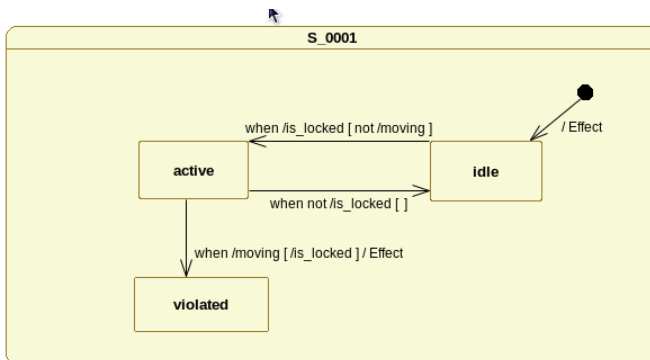 S_0001
/ Effect
when /is_locked [ not /moving ]
active
idle
when not /is_locked [ ]
when /moving [ /is_locked ] / Effect
violated